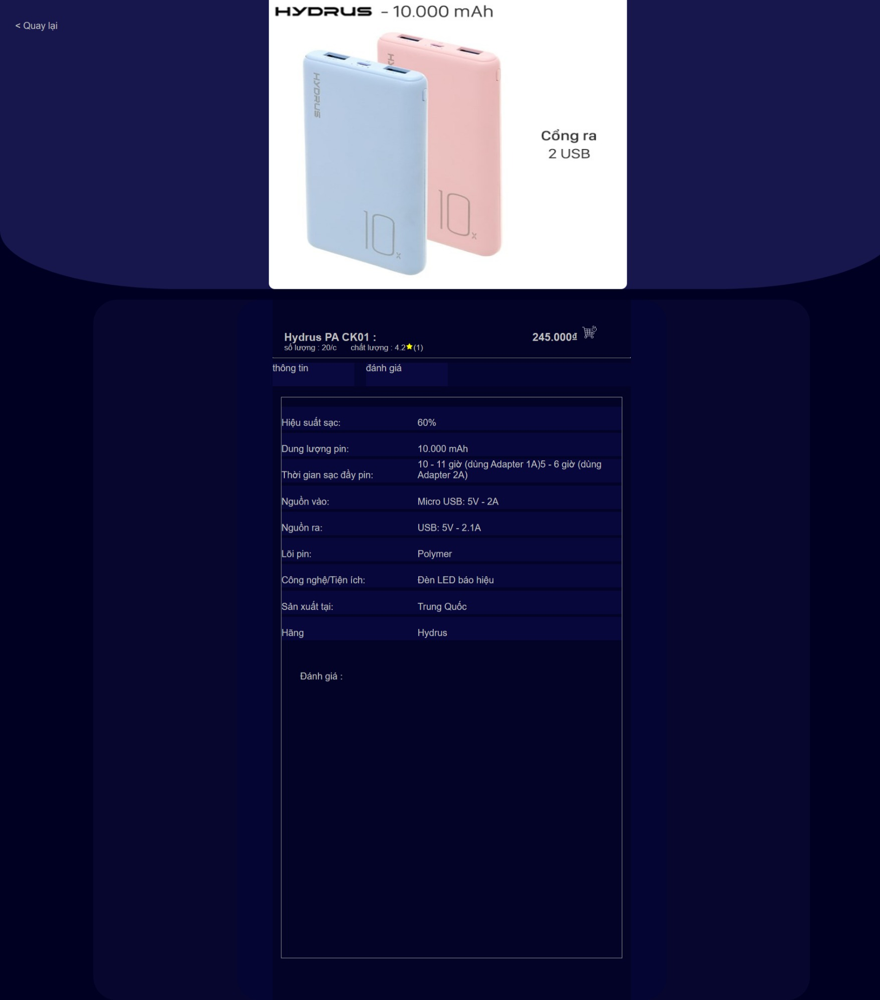 HYDRUS - 10.000 mAh
< Quay lại
HYDRUS
HY
Cổng ra
2 USB
10x
10x
Hydrus PA CK01 :
245.000₫
số lượng : 20/c
chất lượng : 4.2(1)
thông tin
đánh giá
Hiệu suất sạc:
60%
Dung lượng pin:
10.000 mAh
Thời gian sạc đầy pin:
10 - 11 giờ (dùng Adapter 1A)5 - 6 giờ (dùng
Adapter 2A)
Nguồn vào:
Micro USB: 5V - 2A
Nguồn ra:
USB: 5V - 2.1A
Lõi pin:
Polymer
Công nghệ/Tiện ích:
Đèn LED báo hiệu
Sản xuất tại:
Trung Quốc
Hãng
Hydrus
Đánh giá :